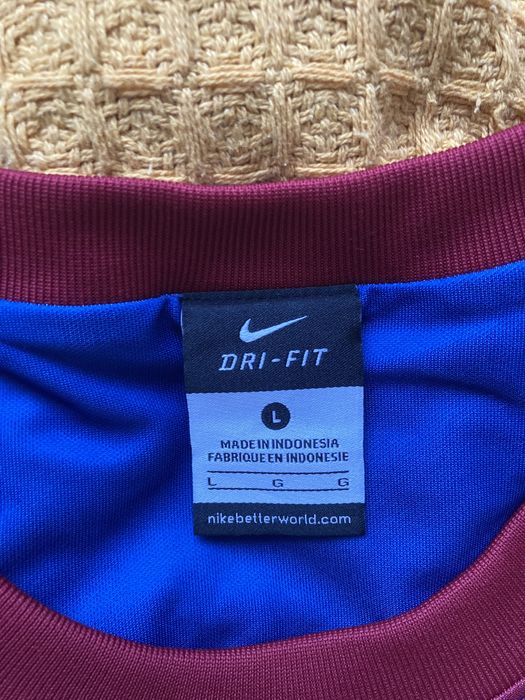 DRI-FIT
L
MADE IN INDONESIA
FABRIQUE EN INDONESIE
L G G
nikebetterworld.com